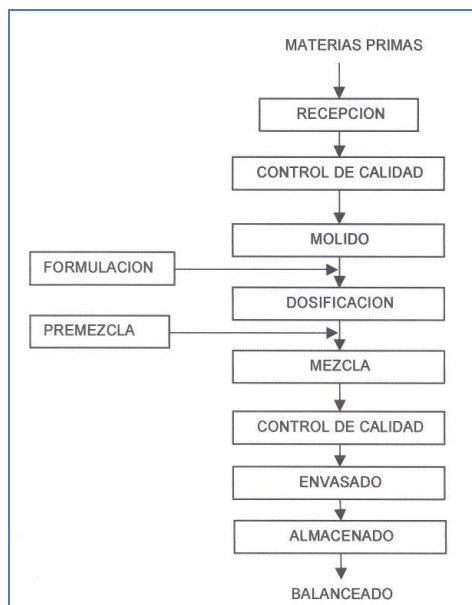 MATERIAS PRIMAS
RECEPCION
CONTROL DE CALIDAD
MOLIDO
FORMULACION
DOSIFICACION
PREMEZCLA
MEZCLA
CONTROL DE CALIDAD
ENVASADO
ALMACENADO
BALANCEADO